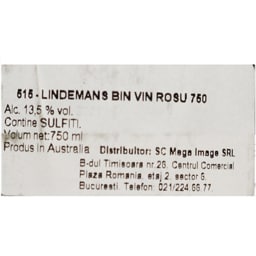 515 - LINDEMANS BIN VIN ROSU 750
Alc. 13,5 % vol.
Contine SULFITI.
Volum net: 750 ml
Produs in Australia Distribuitor: SC Mega Image SRL
B-dul Timisoara nr.26, Centrul Comercial
Plaza Romania, etaj 2, sector 6,
Bucuresti. Telefon. 021/224.66.77.